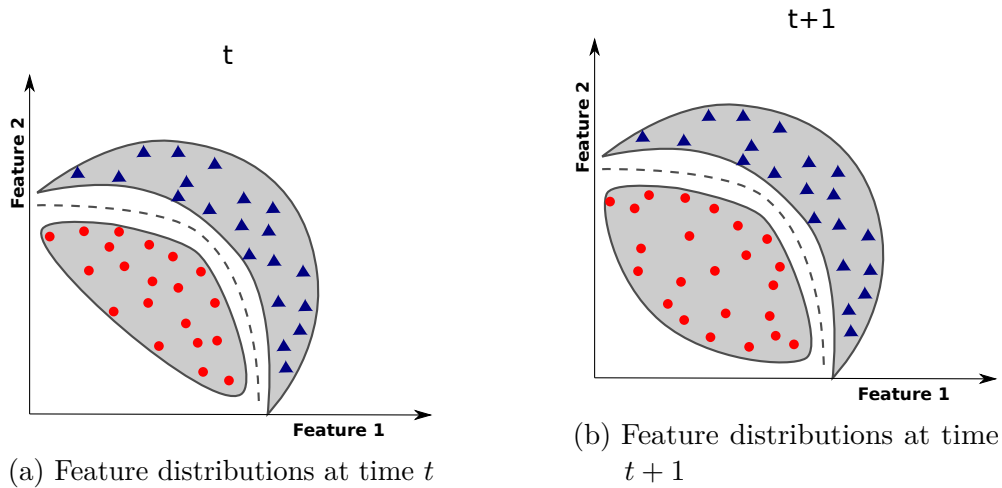 t
Feature 2
Feature 1
(a) Feature distributions at time t
t+1
Feature 2
Feature 1
(b) Feature distributions at time
t + 1